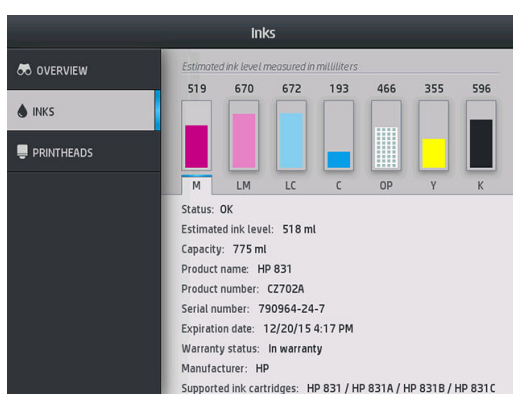 Inks
OVERVIEW
INKS
PRINTHEADS
Estimated ink level measured in milliliters
519 670 672 193 466 355 596
M LM LC C OP Y K
Status: OK
Estimated ink level: 518 ml
Capacity: 775 ml
Product name: HP 831
Product number: CZ702A
Serial number: 790964-24-7
Expiration date: 12/20/15 4:17 PM
Warranty status: In warranty
Manufacturer: HP
Supported ink cartridges: HP 831 / HP 831A / HP 831B / HP 831C